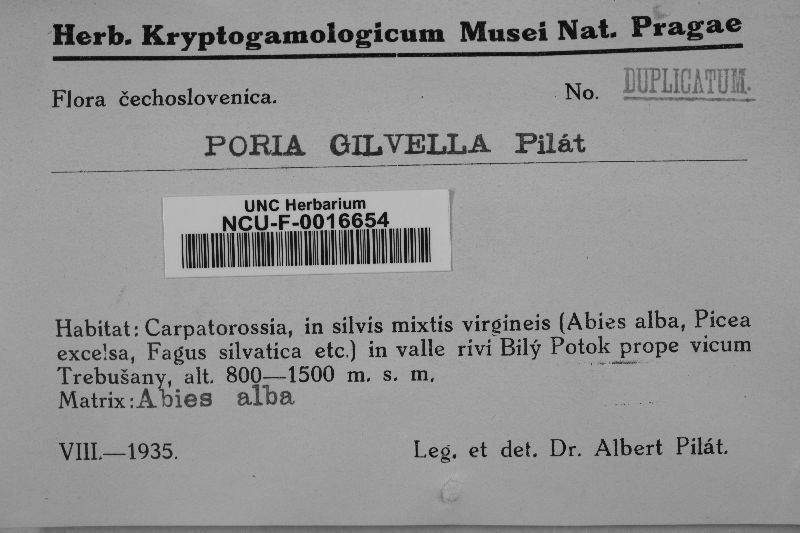 Herb. Kryptogamologicum Musei Nat. Pragae
Flora čechoslovenica. No. DUPLICATUM.
PORIA GILVELLA Pilát
UNC Herbarium
NCU-F-0016654
Habitat: Carpatorossia, in silvis mixtis virgineis (Abies alba, Picea
excelsa, Fagus silvatica etc.) in valle rivi Bílý Potok prope vicum
Trebušany, alt. 800—1500 m. s. m.
Matrix: Abies alba
VIII.—1935. Leg. et det. Dr. Albert Pilát.